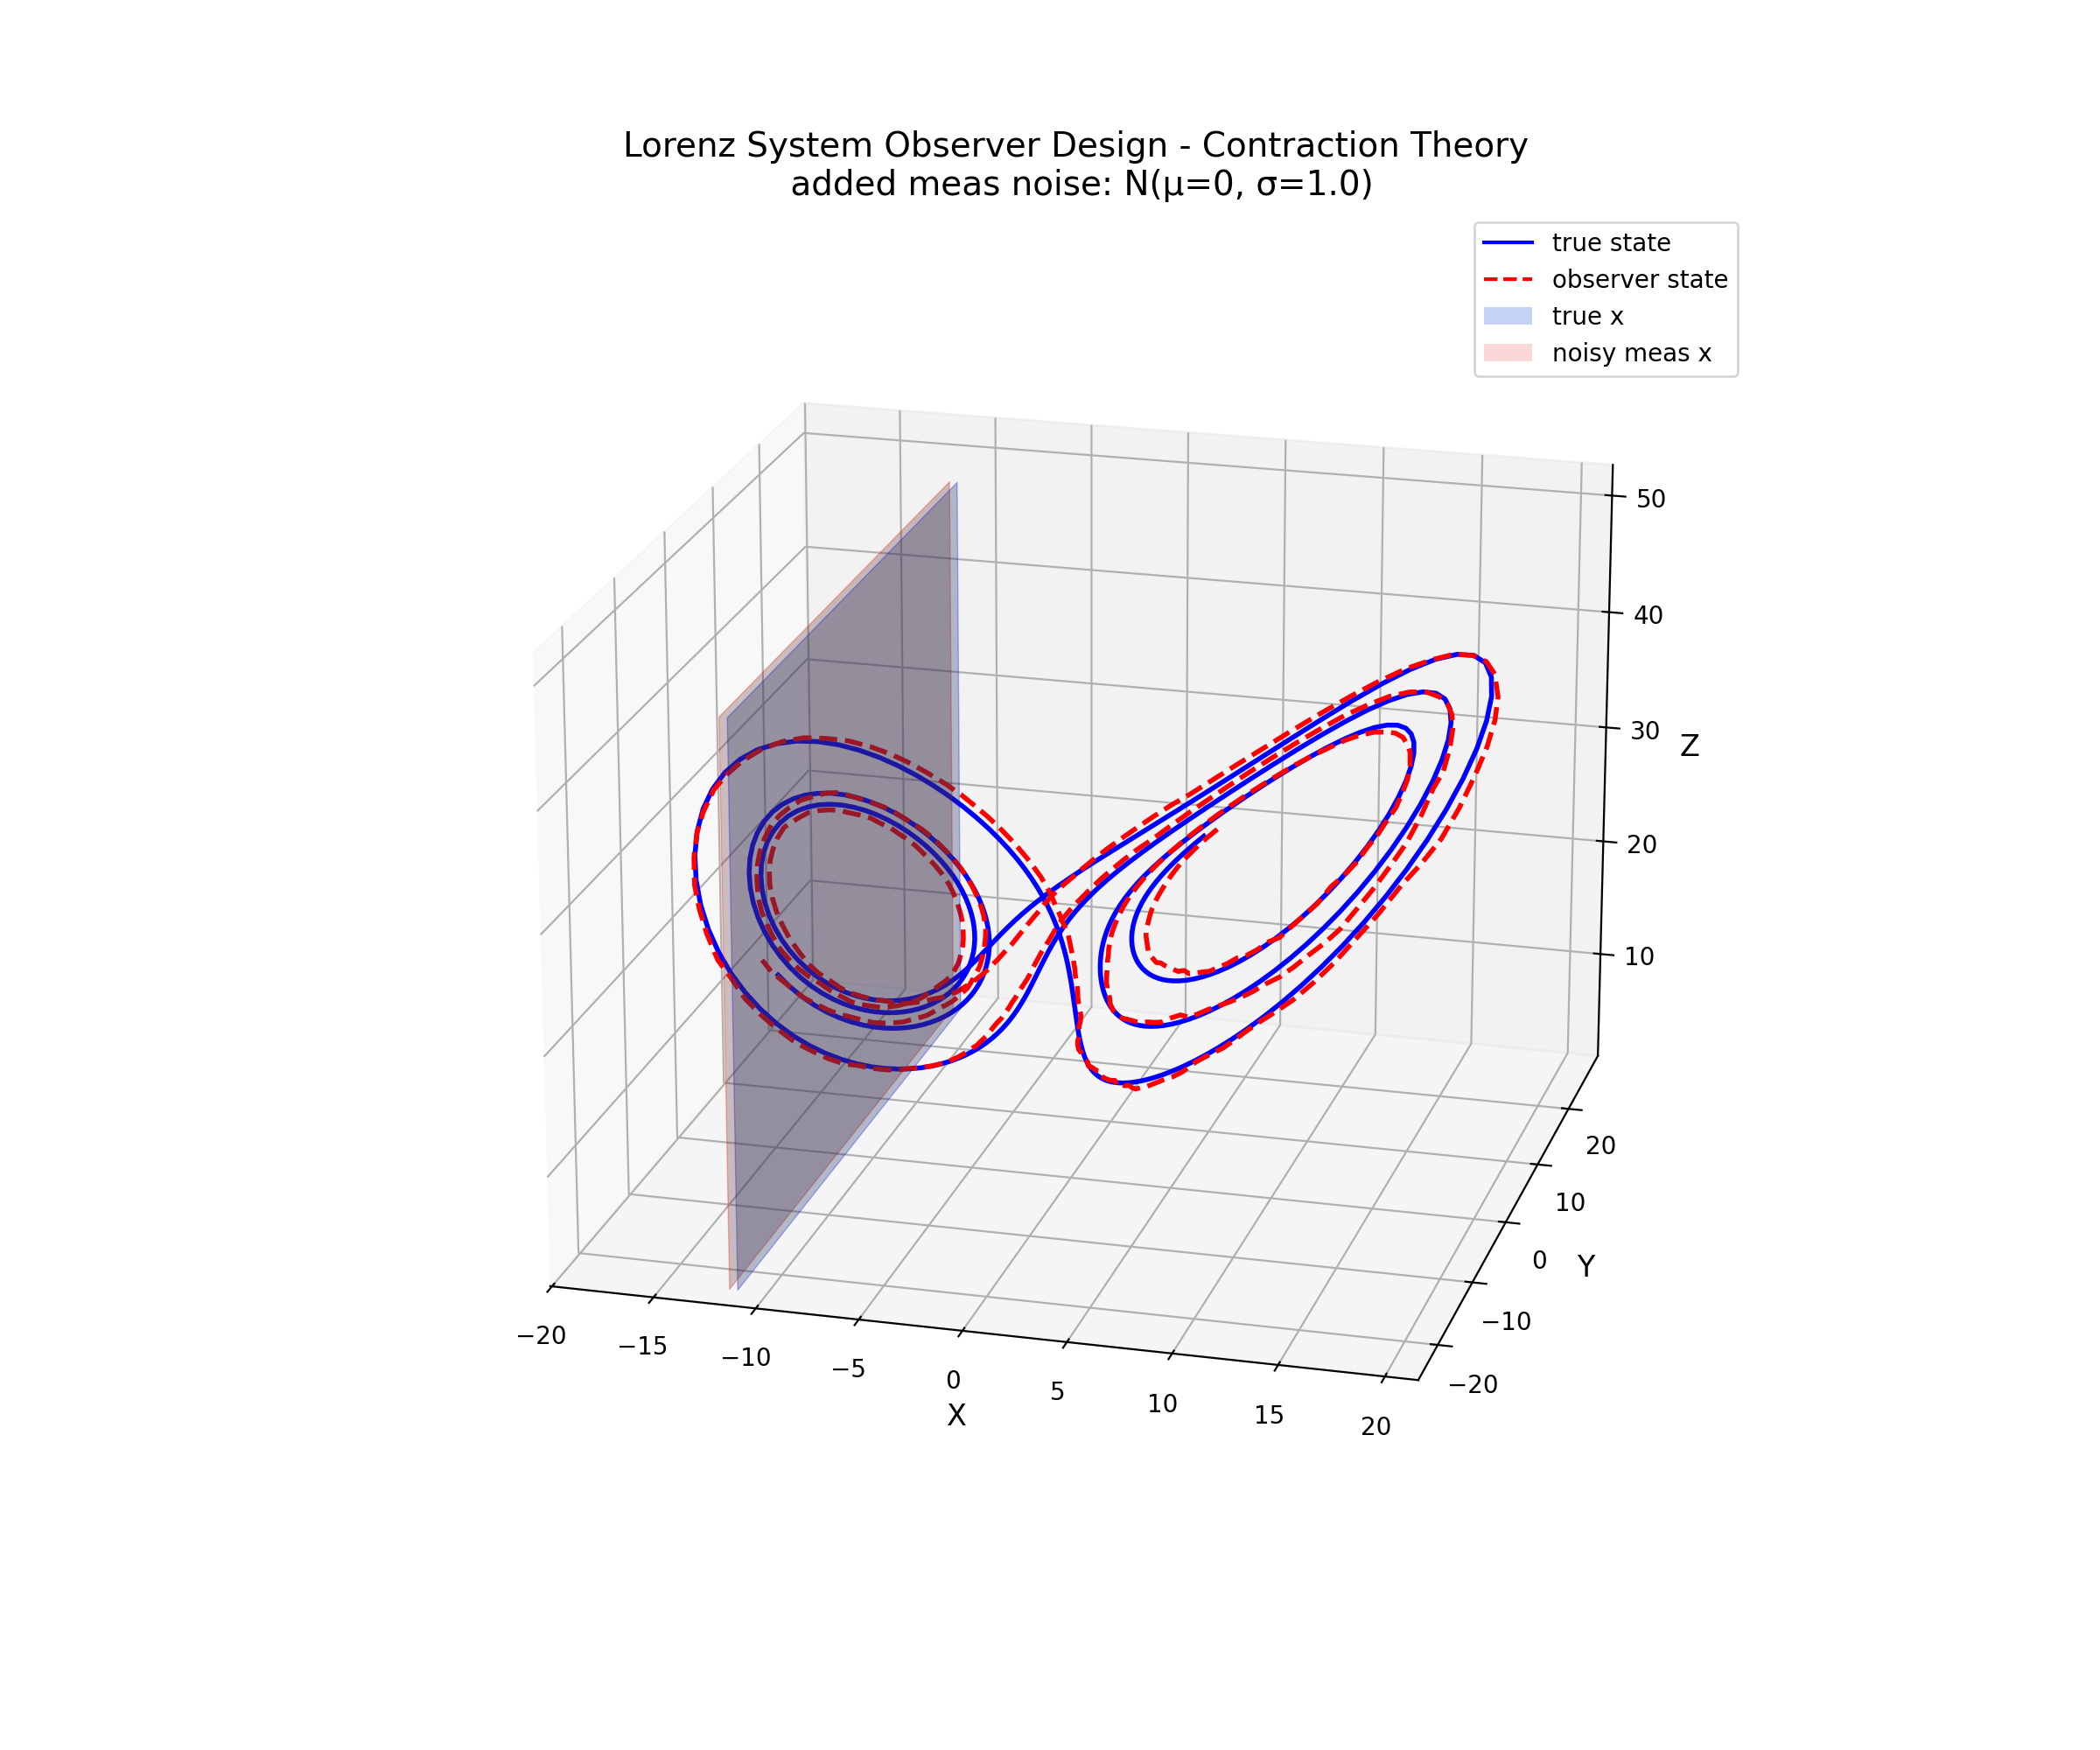 Lorenz System Observer Design - Contraction Theory
added meas noise: N(μ=0, σ=1.0)
true state
observer state
true x
noisy meas x
50
40
30
Z
20
10
20
10
0
Y
−10
−20
−20
−15
−10
−5
0
5
10
15
20
X